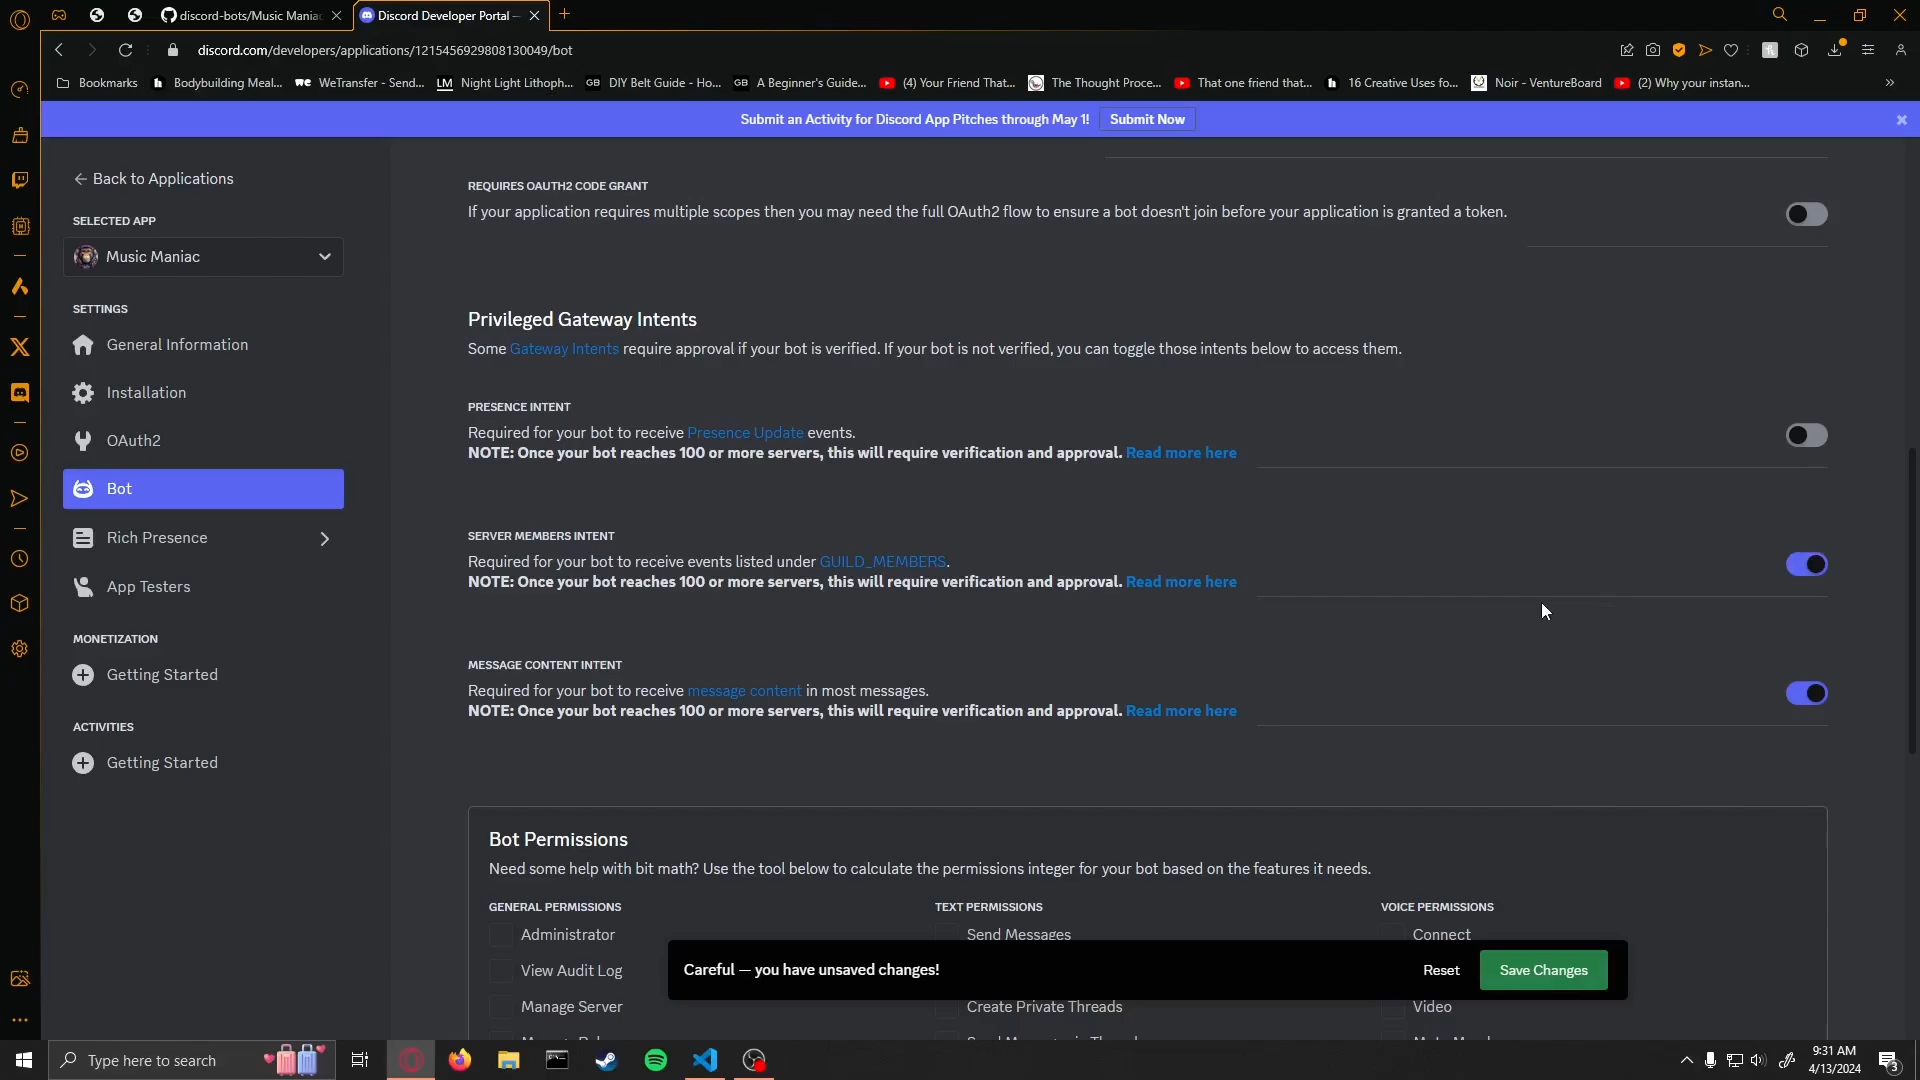 discord-bots/Music Mania
Discord Developer Portal —
discord.com/developers/applications/1215456929808130049/bot
Bookmarks
h Bodybuilding Meal...
we WeTransfer - Send...
LM Night Light Lithoph...
GB DIY Belt Guide - Ho...
GB A Beginner's Guide...
(4) Your Friend That...
The Thought Proce...
That one friend that...
h 16 Creative Uses fo...
Noir - VentureBoard
(2) Why your instan...
Submit an Activity for Discord App Pitches through May 1! Submit Now
Back to Applications
SELECTED APP
Music Maniac
SETTINGS
General Information
Installation
OAuth2
Bot
Rich Presence
App Testers
MONETIZATION
Getting Started
ACTIVITIES
Getting Started
REQUIRES OAUTH2 CODE GRANT
If your application requires multiple scopes then you may need the full OAuth2 flow to ensure a bot doesn't join before your application is granted a token.
Privileged Gateway Intents
Some Gateway Intents require approval if your bot is verified. If your bot is not verified, you can toggle those intents below to access them.
PRESENCE INTENT
Required for your bot to receive Presence Update events.
NOTE: Once your bot reaches 100 or more servers, this will require verification and approval. Read more here
SERVER MEMBERS INTENT
Required for your bot to receive events listed under GUILD_MEMBERS.
NOTE: Once your bot reaches 100 or more servers, this will require verification and approval. Read more here
MESSAGE CONTENT INTENT
Required for your bot to receive message content in most messages.
NOTE: Once your bot reaches 100 or more servers, this will require verification and approval. Read more here
Bot Permissions
Need some help with bit math? Use the tool below to calculate the permissions integer for your bot based on the features it needs.
GENERAL PERMISSIONS
Administrator
View Audit Log
Manage Server
TEXT PERMISSIONS
Send Messages
Create Private Threads
VOICE PERMISSIONS
Connect
Video
Careful — you have unsaved changes! Reset Save Changes
Type here to search
9:31 AM
4/13/2024
3